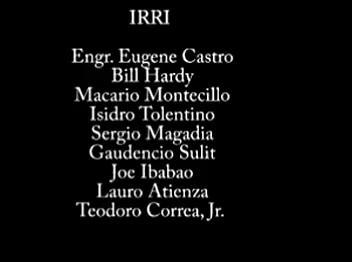 IRRI
Engr. Eugene Castro
Bill Hardy
Macario Montecillo
Isidro Tolentino
Sergio Magadia
Gaudencio Sulit
Joe Ibabao
Lauro Atienza
Teodoro Correa, Jr.